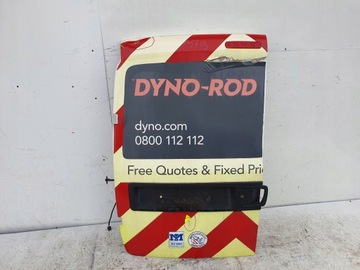 DYNO-ROD
dyno.com
0800 112 112
Free Quotes & Fixed Pri